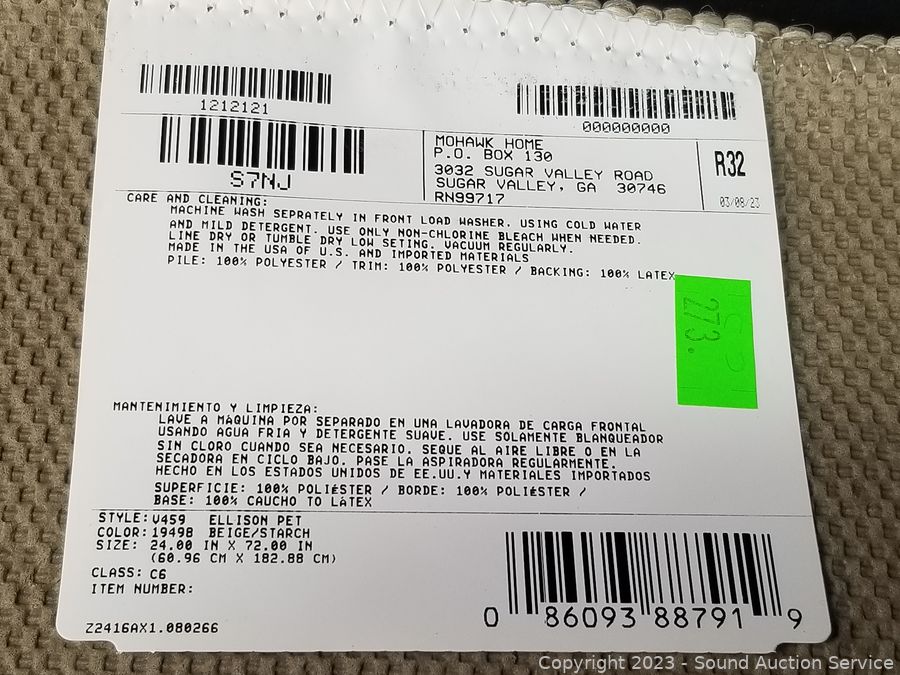 1212121
000000000
S7NJ
MOHAWK HOME
P.O. BOX 130
3032 SUGAR VALLEY ROAD
SUGAR VALLEY, GA 30746
RN99717
R32
03/08/23
CARE AND CLEANING:
MACHINE WASH SEPRATELY IN FRONT LOAD WASHER. USING COLD WATER
AND MILD DETERGENT. USE ONLY NON-CHLORINE BLEACH WHEN NEEDED.
LINE DRY OR TUMBLE DRY LOW SETING. VACUUM REGULARLY.
MADE IN THE USA OF U.S. AND IMPORTED MATERIALS
PILE: 100% POLYESTER / TRIM: 100% POLYESTER / BACKING: 100% LATEX
273.
MANTENIMIENTO Y LIMPIEZA:
LAVE A MÁQUINA POR SEPARADO EN UNA LAVADORA DE CARGA FRONTAL
USANDO AGUA FRIA Y DETERGENTE SUAVE. USE SOLAMENTE BLANQUEADOR
SIN CLORO CUANDO SEA NECESARIO. SEQUE AL AIRE LIBRE O EN LA
SECADORA EN CICLO BAJO. PASE LA ASPIRADORA REGULARMENTE.
HECHO EN LOS ESTADOS UNIDOS DE EE.UU.Y MATERIALES IMPORTADOS
SUPERFICIE: 100% POLIÉSTER / BORDE: 100% POLIÉSTER /
BASE: 100% CAUCHO TO LÁTEX
STYLE: V459 ELLISON PET
COLOR: 19498 BEIGE/STARCH
SIZE: 24.00 IN X 72.00 IN
(60.96 CM X 182.88 CM)
CLASS: C6
ITEM NUMBER:
Z2416AX1.080266
0 86093 88791 9
Copyright 2023 - Sound Auction Service